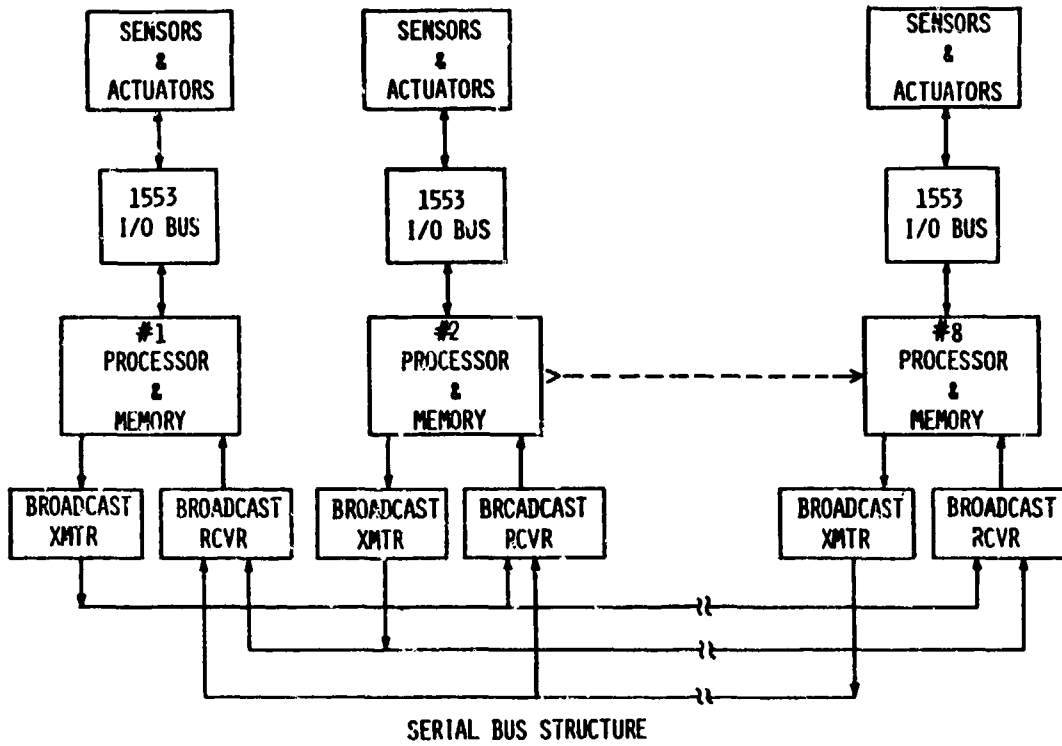 SENSORS
&
ACTUATORS
SENSORS
&
ACTUATORS
SENSORS
&
ACTUATORS
1553
I/O BUS
1553
I/O BUS
1553
I/O BUS
#1
PROCESSOR
&
MEMORY
#2
PROCESSOR
&
MEMORY
#8
PROCESSOR
&
MEMORY
BROADCAST
XMTR
BROADCAST
RCVR
BROADCAST
XMTR
BROADCAST
RCVR
BROADCAST
XMTR
BROADCAST
RCVR
SERIAL BUS STRUCTURE